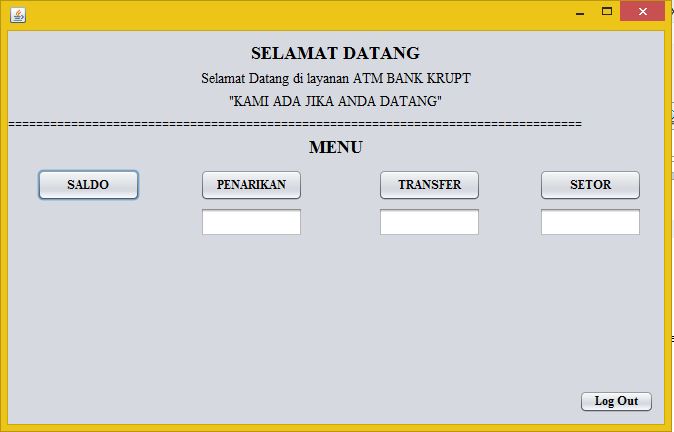 SELAMAT DATANG
Selamat Datang di layanan ATM BANK KRUPT
"KAMI ADA JIKA ANDA DATANG"
==================================================================================
MENU
SALDO PENARIKAN TRANSFER SETOR
Log Out